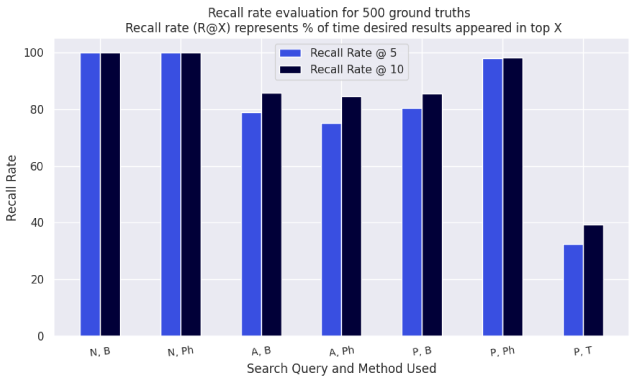 Recall rate evaluation for 500 ground truths
Recall rate (R@X) represents % of time desired results appeared in top X
Recall Rate @ 5
Recall Rate @ 10
Recall Rate
100
80
60
40
20
0
N, B N, Ph A, B A, Ph P, B P, Ph P, T
Search Query and Method Used